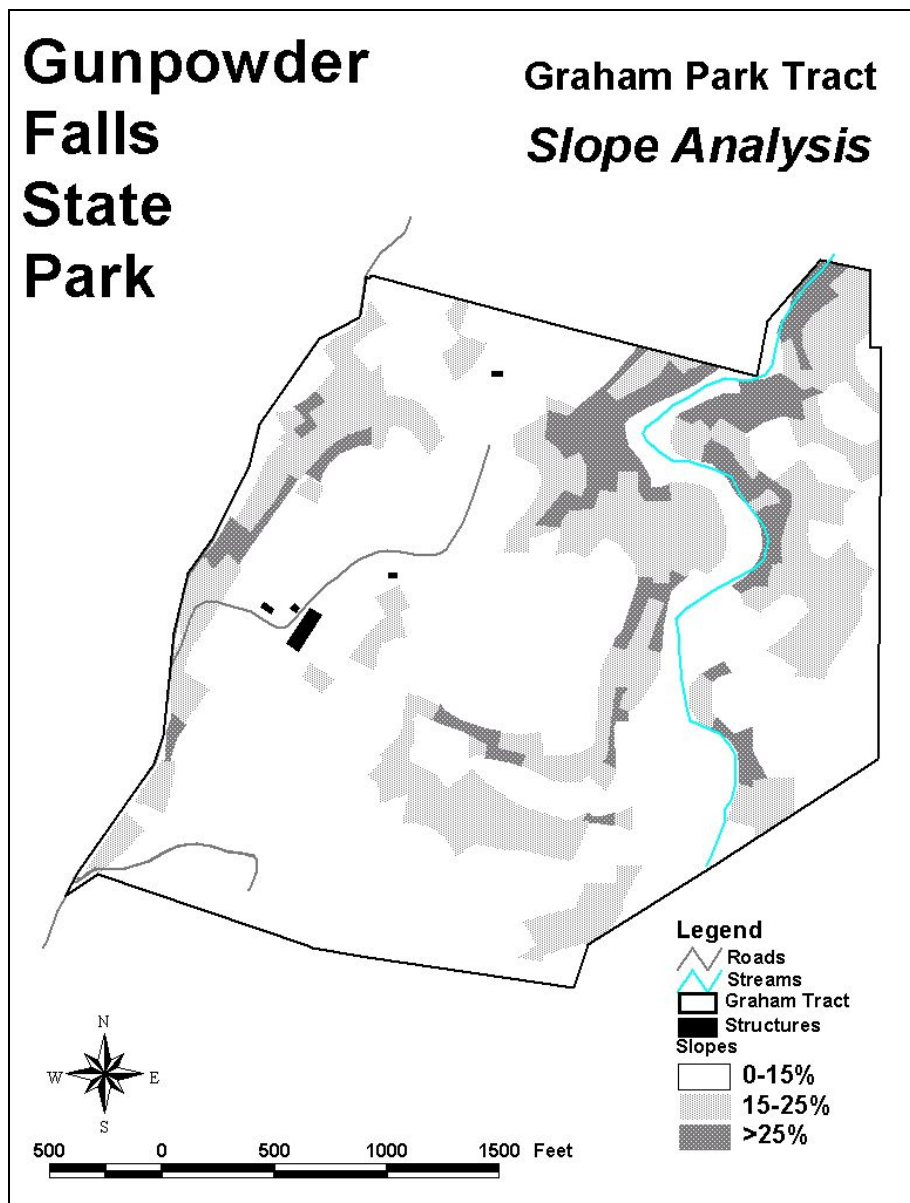 Gunpowder
Falls
State
Park
Graham Park Tract
Slope Analysis
Legend
Roads
Streams
Graham Tract
Structures
Slopes
0-15%
15-25%
>25%
N
W E
S
500 0 500 1000 1500 Feet